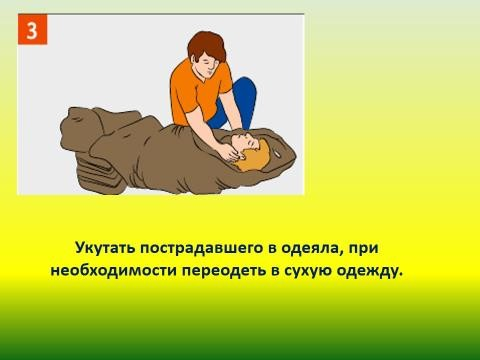 3
Укутать пострадавшего в одеяла, при
необходимости переодеть в сухую одежду.